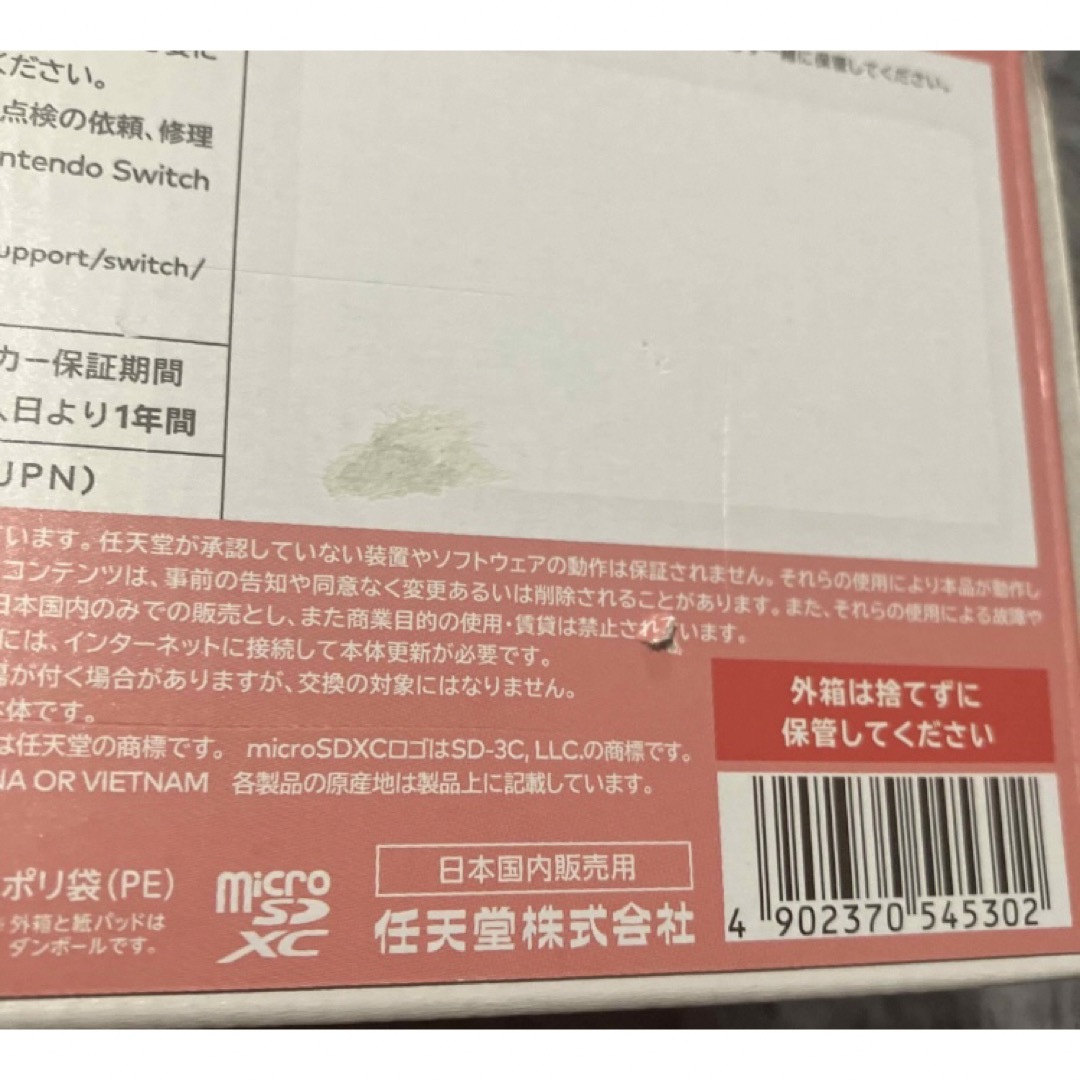 ください。
一緒に保管してください。
点検の依頼、修理
ntendo Switch
upport/switch/
カー保証期間
入日より1年間
JPN）
ています。任天堂が承認していない装置やソフトウェアの動作は保証されません。それらの使用により本品が動作し
コンテンツは、事前の告知や同意なく変更あるいは削除されることがあります。また、それらの使用による故障や
日本国内のみでの販売とし、また商業目的の使用・賃貸は禁止されています。
には、インターネットに接続して本体更新が必要です。
傷が付く場合がありますが、交換の対象にはなりません。
本体です。
は任天堂の商標です。 microSDXCロゴはSD-3C, LLC.の商標です。
NA OR VIETNAM 各製品の原産地は製品上に記載しています。
外箱は捨てずに
保管してください
ポリ袋（PE）
※外箱と紙パッドは
ダンボールです。
micro
SD
XC
日本国内販売用
任天堂株式会社
4 902370 545302